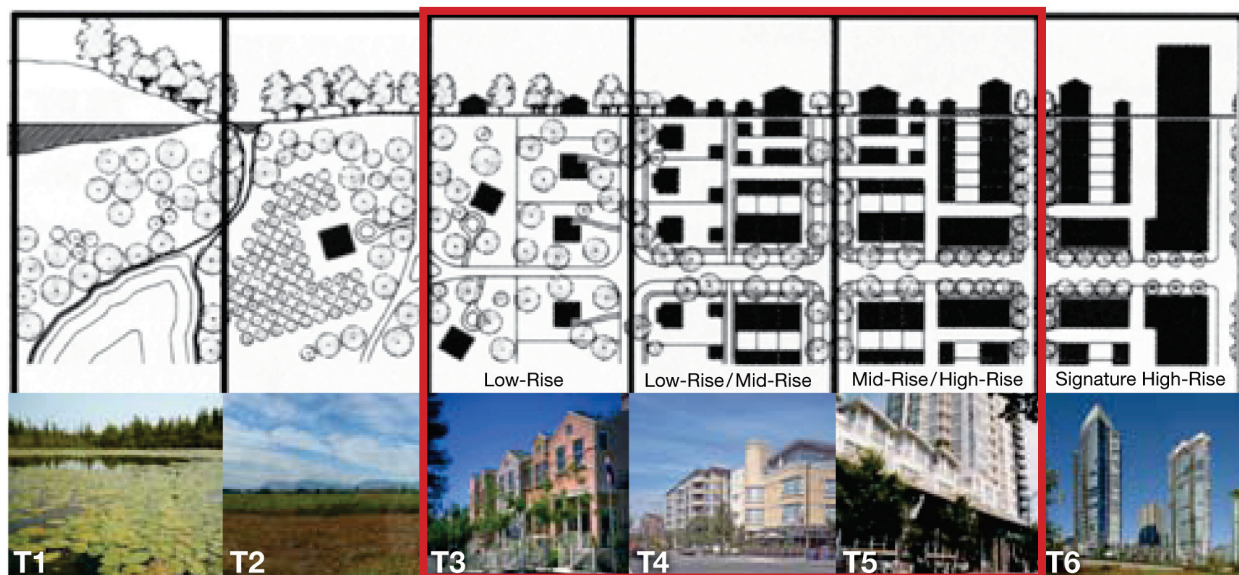 Low-Rise
Low-Rise/Mid-Rise
Mid-Rise/High-Rise
Signature High-Rise
T1
T2
T3
T4
T5
T6